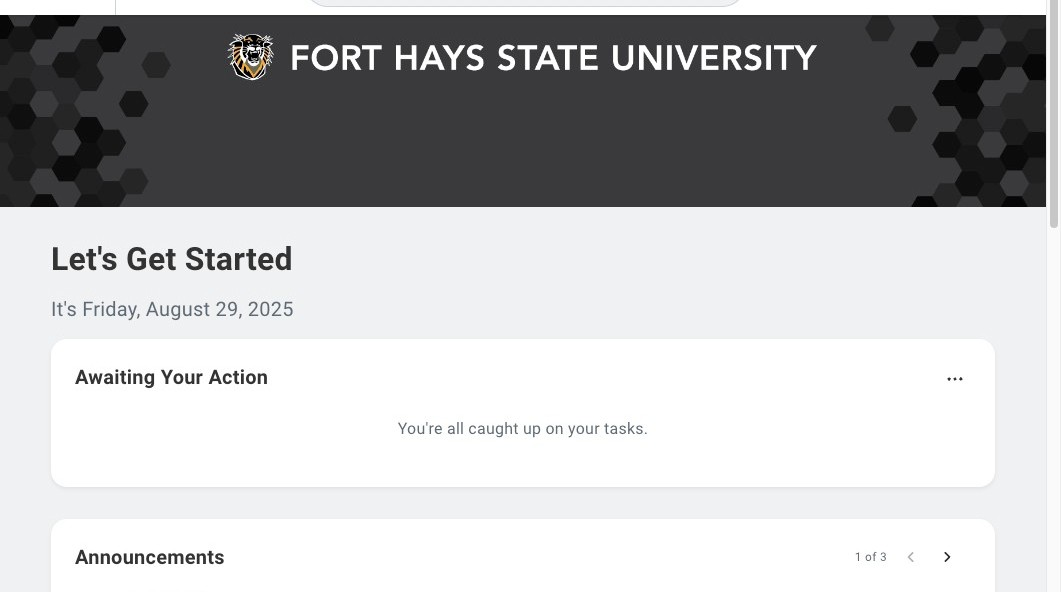 FORT HAYS STATE UNIVERSITY
Let's Get Started
It's Friday, August 29, 2025
Awaiting Your Action
...
You're all caught up on your tasks.
Announcements
1 of 3